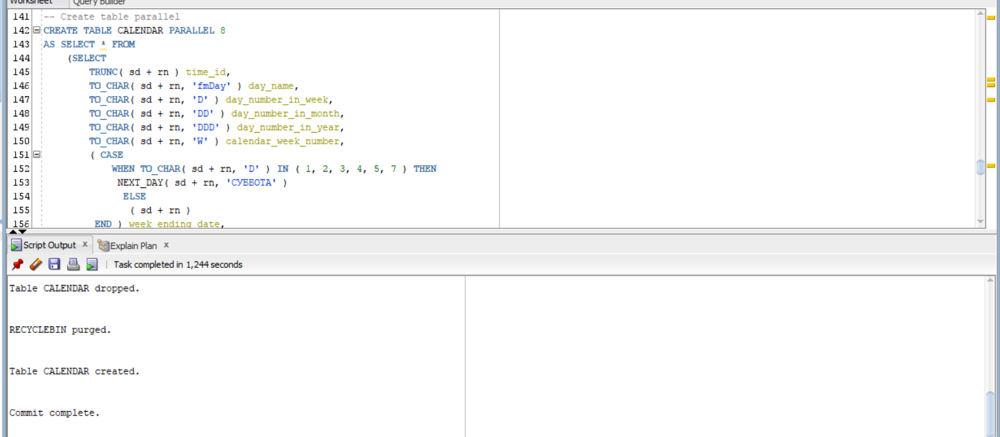 Worksheet Query Builder
141 -- Create table parallel
142 CREATE TABLE CALENDAR PARALLEL 8
143 AS SELECT * FROM
144 (SELECT
145 TRUNC( sd + rn ) time_id,
146 TO_CHAR( sd + rn, 'fmDay' ) day_name,
147 TO_CHAR( sd + rn, 'D' ) day_number_in_week,
148 TO_CHAR( sd + rn, 'DD' ) day_number_in_month,
149 TO_CHAR( sd + rn, 'DDD' ) day_number_in_year,
150 TO_CHAR( sd + rn, 'W' ) calendar_week_number,
151 ( CASE
152 WHEN TO_CHAR( sd + rn, 'D' ) IN ( 1, 2, 3, 4, 5, 7 ) THEN
153 NEXT_DAY( sd + rn, 'СУББОТА' )
154 ELSE
155 ( sd + rn )
156 END ) week_ending_date,
Script Output x Explain Plan x
Task completed in 1,244 seconds
Table CALENDAR dropped.
RECYCLEBIN purged.
Table CALENDAR created.
Commit complete.